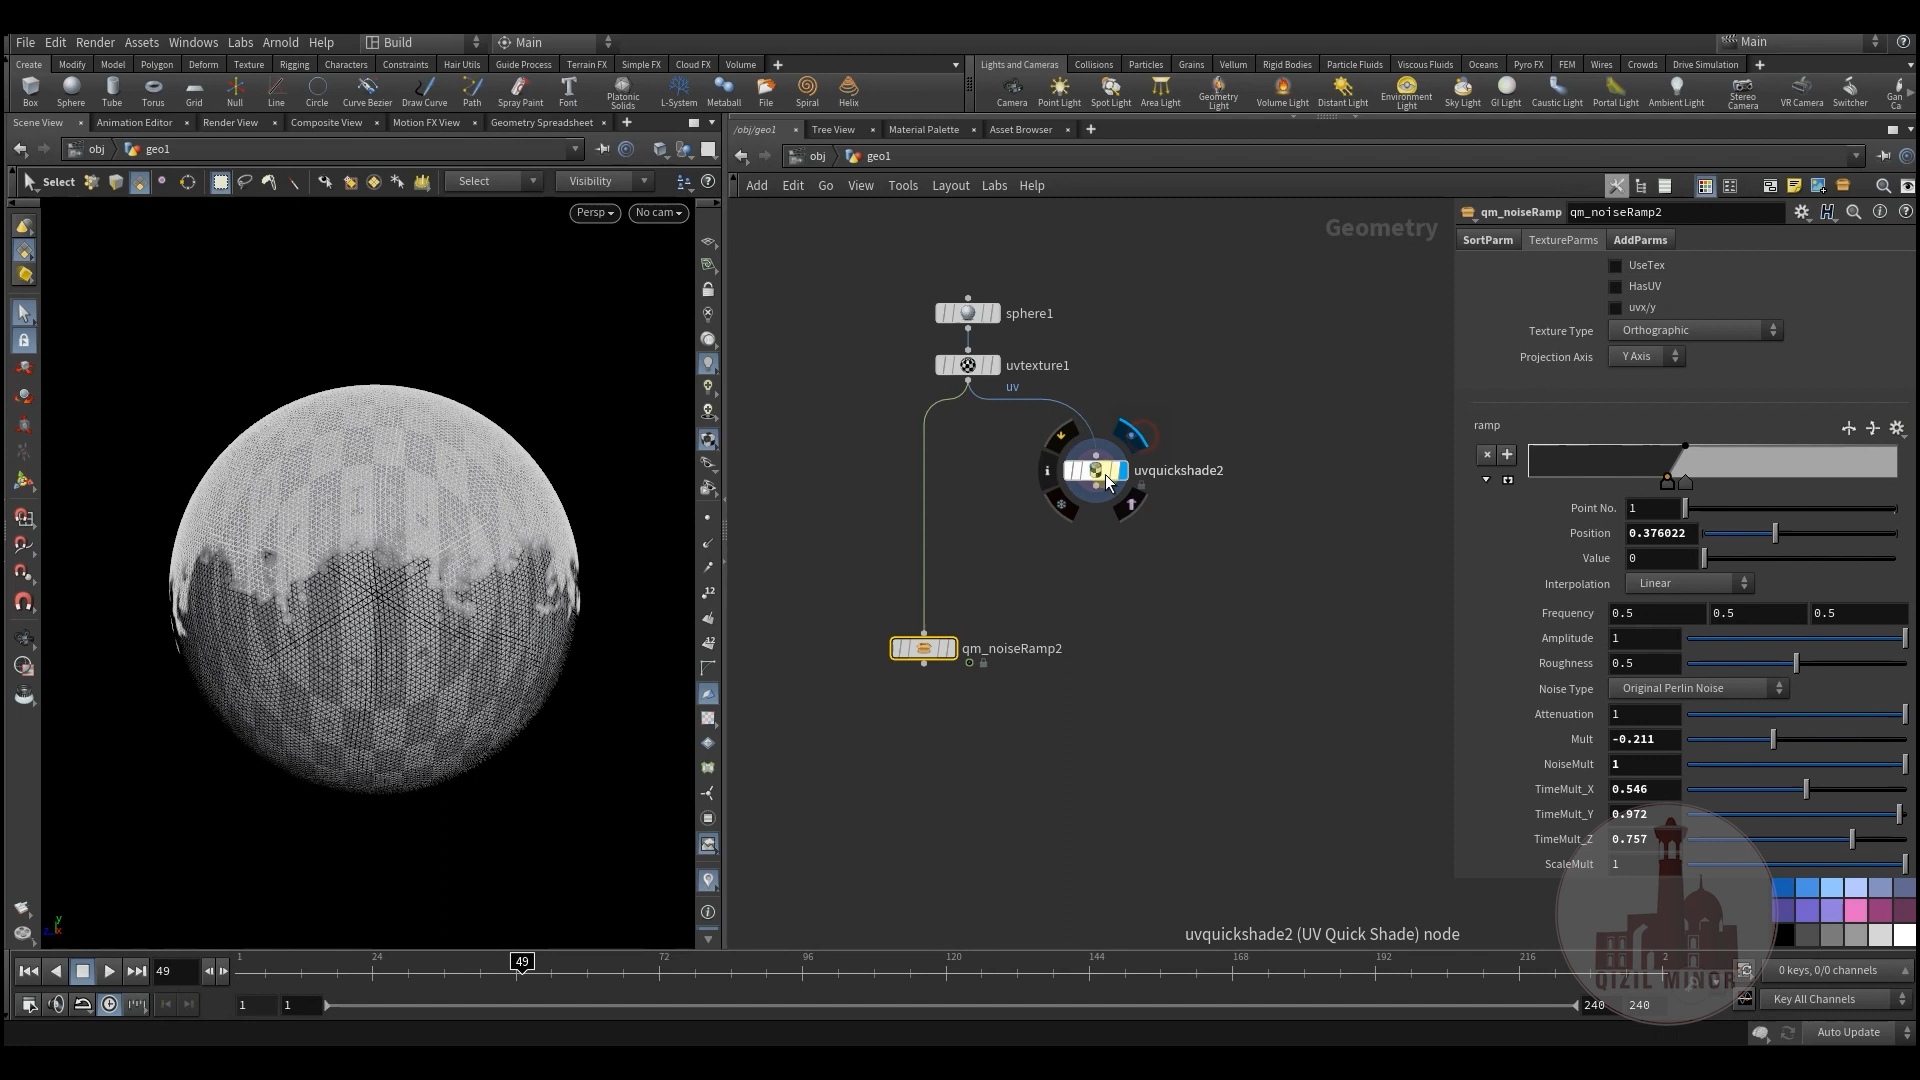 File Edit Render Assets Windows Labs Arnold Help Build Main Main
Create Modify Model Polygon Deform Texture Rigging Characters Constraints Hair Utils Guide Process Terrain FX Simple FX Cloud FX Volume
Lights and Cameras Collisions Particles Grains Vellum Rigid Bodies Particle Fluids Viscous Fluids Oceans Pyro FX FEM Wires Crowds Drive Simulation
Box Sphere Tube Torus Grid Null Line Circle Curve Bezier Draw Curve Path Spray Paint Font Platonic Solids L-System Metaball File Spiral Helix
Camera Point Light Spot Light Area Light Geometry Light Volume Light Distant Light Environment Light Sky Light GI Light Caustic Light Portal Light Ambient Light Stereo Camera VR Camera Switcher Gan Ca
Scene View Animation Editor Render View Composite View Motion FX View Geometry Spreadsheet
/obj/geo1 Tree View Material Palette Asset Browser
obj geo1
obj geo1
Select Select Visibility
Add Edit Go View Tools Layout Labs Help
Persp No cam
Geometry
sphere1
uvtexture1
uv
uvquickshade2
qm_noiseRamp2
uvquickshade2 (UV Quick Shade) node
qm_noiseRamp qm_noiseRamp2
SortParm TextureParms AddParms
UseTex
HasUV
uvx/y
Texture Type Orthographic
Projection Axis Y Axis
ramp
Point No. 1
Position 0.376022
Value 0
Interpolation Linear
Frequency 0.5 0.5 0.5
Amplitude 1
Roughness 0.5
Noise Type Original Perlin Noise
Attenuation 1
Mult -0.211
NoiseMult 1
TimeMult_X 0.546
TimeMult_Y 0.972
TimeMult_Z 0.757
ScaleMult 1
QIZIL MINOR
49 1 24 49 72 96 120 144 168 192 216 2
0 keys, 0/0 channels
1 1 240 240
Key All Channels
Auto Update